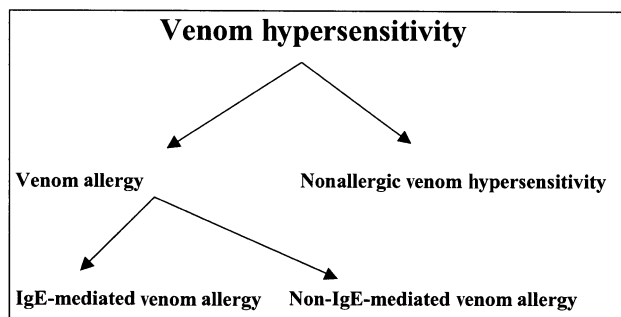 Venom hypersensitivity
Venom allergy
Nonallergic venom hypersensitivity
IgE-mediated venom allergy
Non-IgE-mediated venom allergy